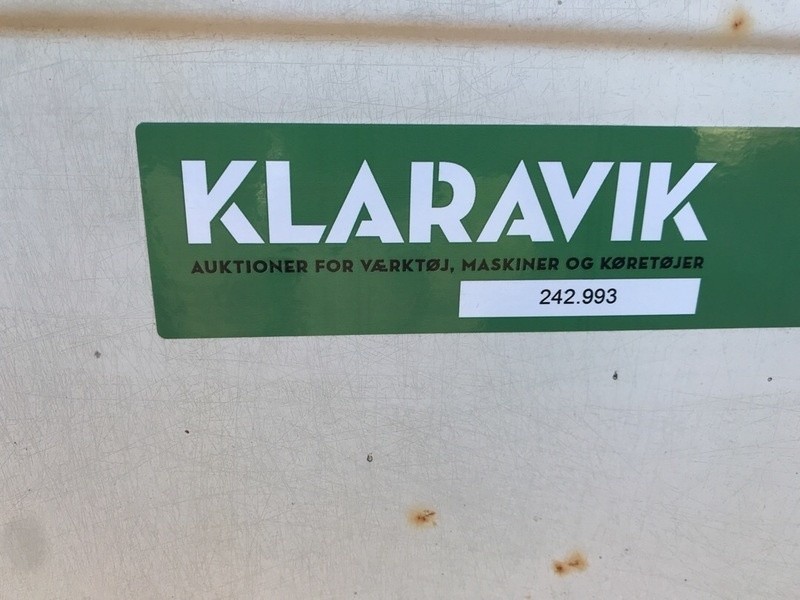 KLARAVIK
AUKTIONER FOR VÆRKTØJ, MASKINER OG KØRETØJER
242.993